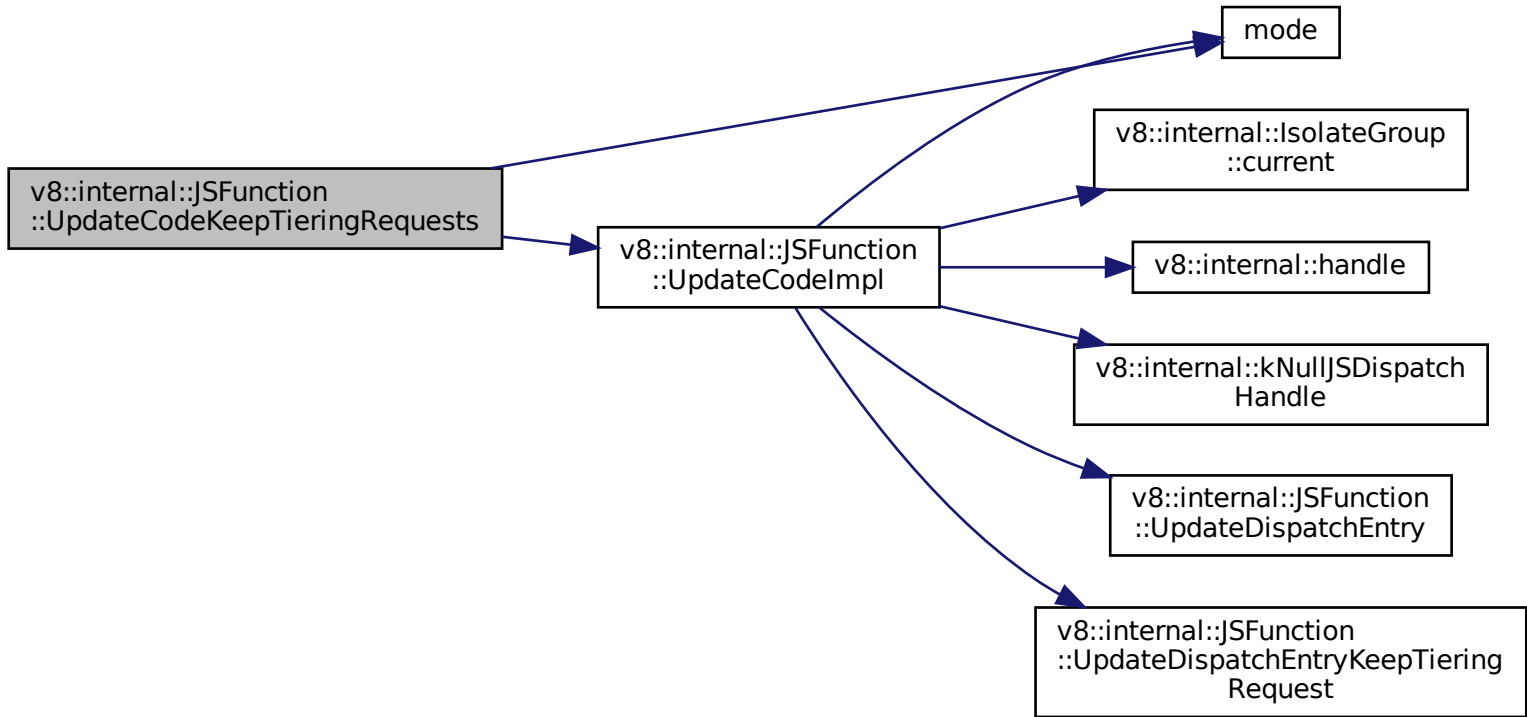 mode
v8::internal::IsolateGroup
::current
v8::internal::JSFunction
::UpdateCodeKeepTieringRequests
v8::internal::JSFunction
::UpdateCodeImpl
v8::internal::handle
v8::internal::kNullJSDispatch
Handle
v8::internal::JSFunction
::UpdateDispatchEntry
v8::internal::JSFunction
::UpdateDispatchEntryKeepTiering
Request